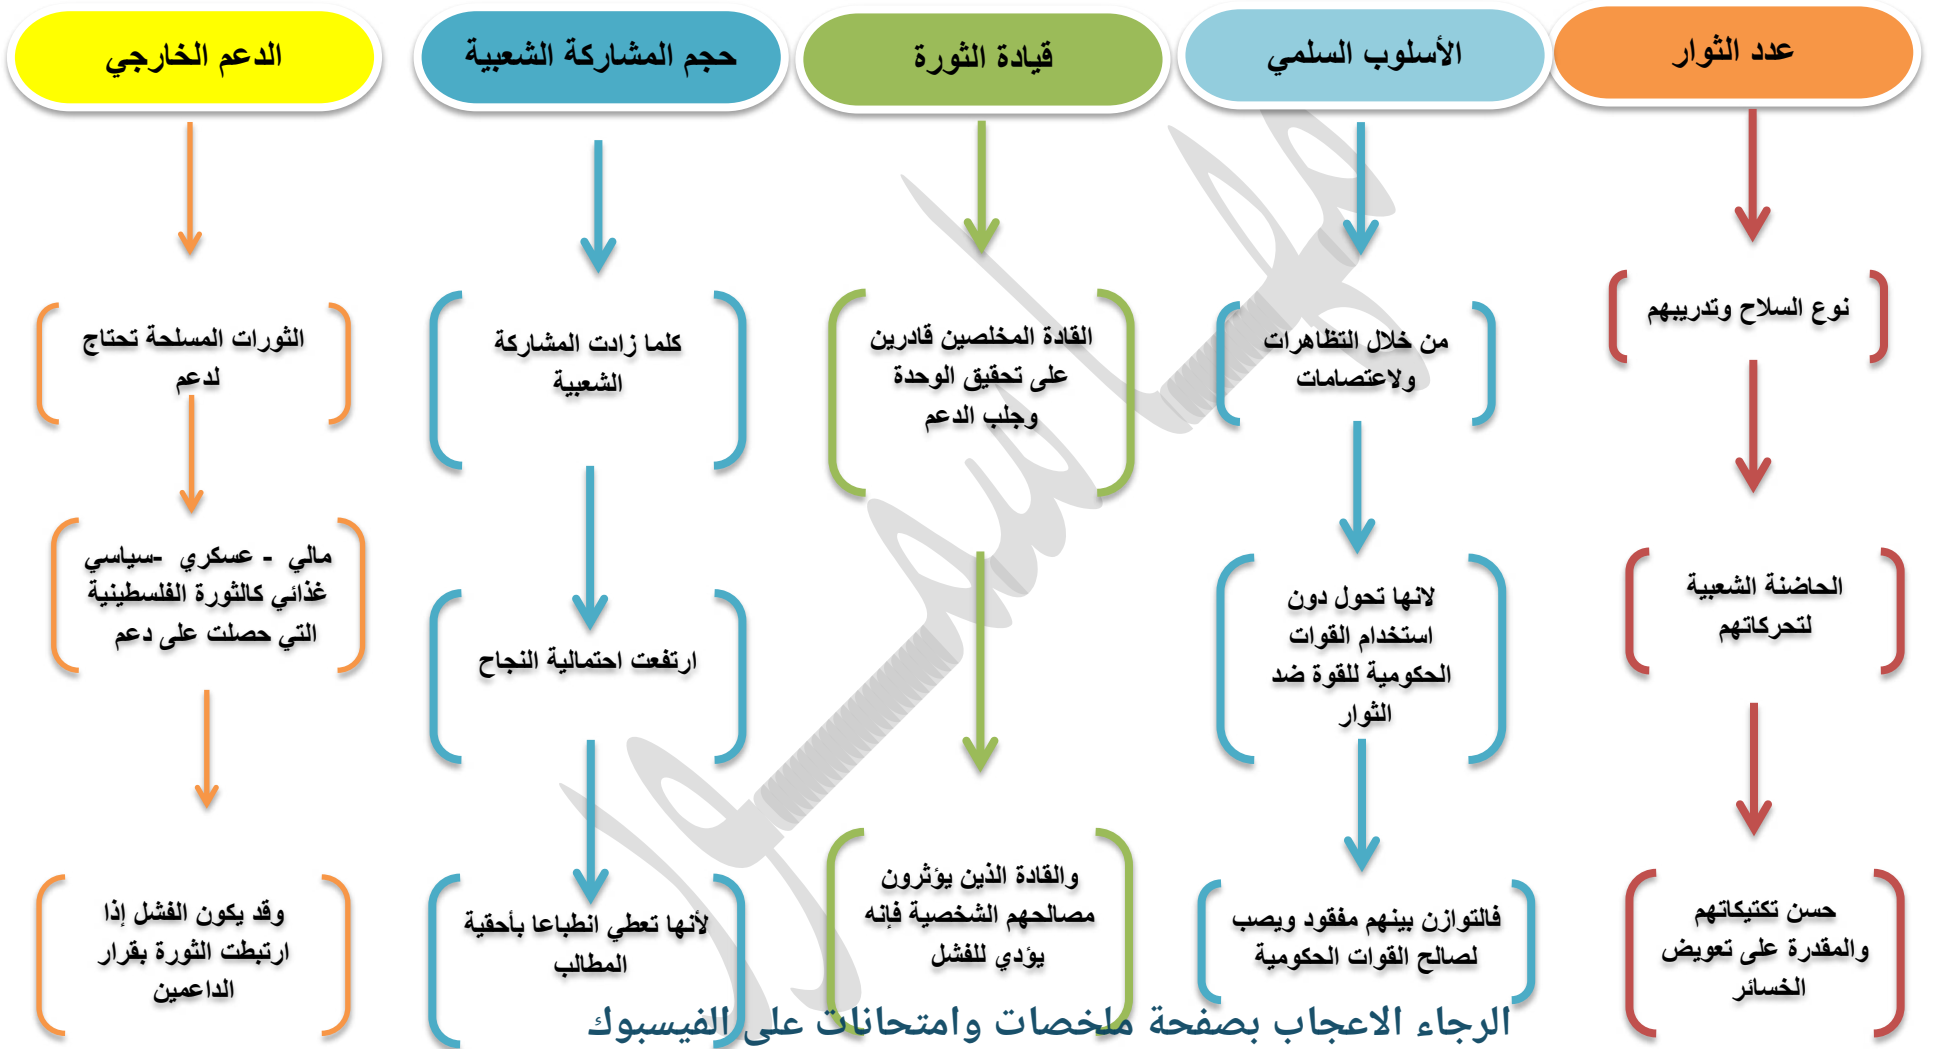 عدد الثوار
نوع السلاح وتدريبهم
الحاضنة الشعبية
لتحركاتهم
حسن تكتيكاتهم
والمقدرة على تعويض
الخسائر
الأسلوب السلمي
من خلال التظاهرات
ولاعتصامات
لانها تحول دون
استخدام القوات
الحكومية للقوة ضد
الثوار
فالتوازن بينهم مفقود ويصب
لصالح القوات الحكومية
قيادة الثورة
القادة المخلصين قادرين
على تحقيق الوحدة
وجلب الدعم
والقادة الذين يؤثرون
مصالحهم الشخصية فإنه
يؤدي للفشل
حجم المشاركة الشعبية
كلما زادت المشاركة
الشعبية
ارتفعت احتمالية النجاح
لأنها تعطي انطباعا بأحقية
المطالب
الدعم الخارجي
الثورات المسلحة تحتاج
لدعم
مالي - عسكري -سياسي
غذائي كالثورة الفلسطينية
التي حصلت على دعم
وقد يكون الفشل إذا
ارتبطت الثورة بقرار
الداعمين
الرجاء الاعجاب بصفحة ملخصات وامتحانات على الفيسبوك